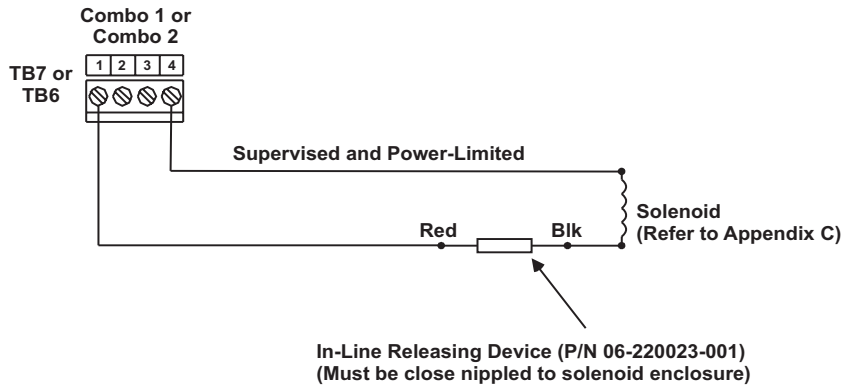 Combo 1 or
Combo 2
TB7 or
TB6
1 2 3 4
Supervised and Power-Limited
Solenoid
(Refer to Appendix C)
Red
Blk
In-Line Releasing Device (P/N 06-220023-001)
(Must be close nippled to solenoid enclosure)